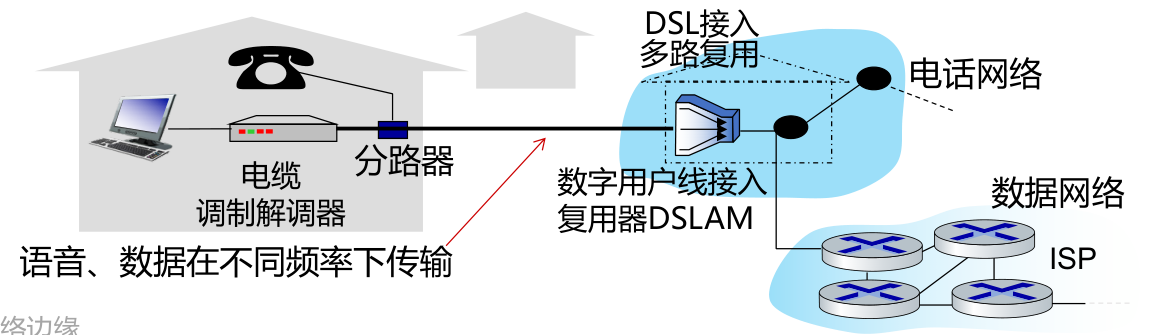 DSL接入
多路复用
电话网络
分路器
电缆
调制解调器
数字用户线接入
复用器DSLAM
数据网络
语音、数据在不同频率下传输
ISP
络边缘